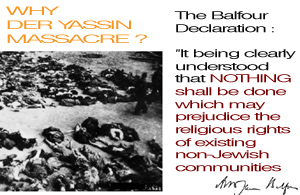 WHY
DER YASSIN
MASSACRE ?
The Balfour
Declaration :
"It being clearly
understood
that NOTHING
shall be done
which may
prejudice the
religious rights
of existing
non-Jewish
communities